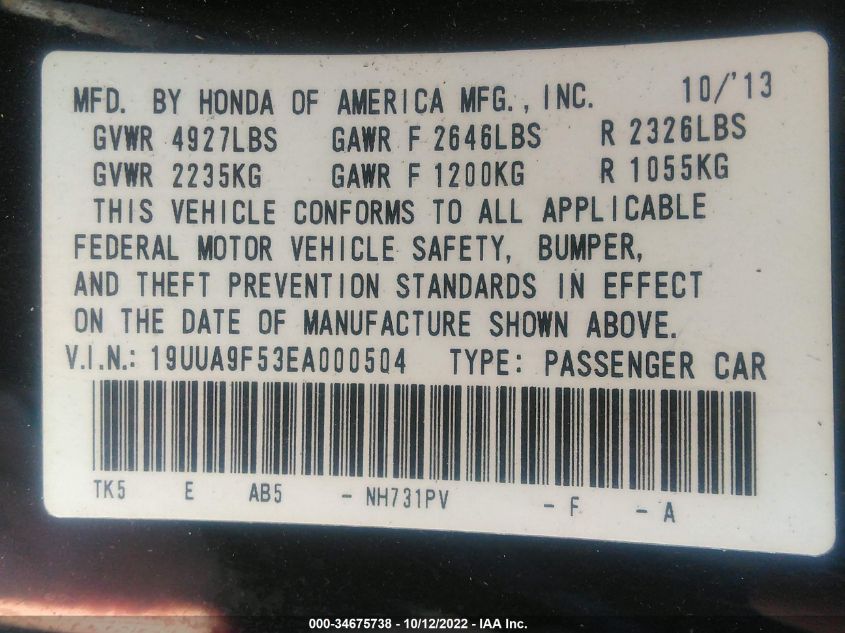 MFD. BY HONDA OF AMERICA MFG., INC. 10/'13
GVWR 4927LBS GAWR F 2646LBS R 2326LBS
GVWR 2235KG GAWR F 1200KG R 1055KG
THIS VEHICLE CONFORMS TO ALL APPLICABLE
FEDERAL MOTOR VEHICLE SAFETY, BUMPER,
AND THEFT PREVENTION STANDARDS IN EFFECT
ON THE DATE OF MANUFACTURE SHOWN ABOVE.
V.I.N.: 19UUA9F53EA000504 TYPE: PASSENGER CAR
TK5 E AB5 - NH731PV - F - A
000-34675738 - 10/12/2022 - IAA Inc.